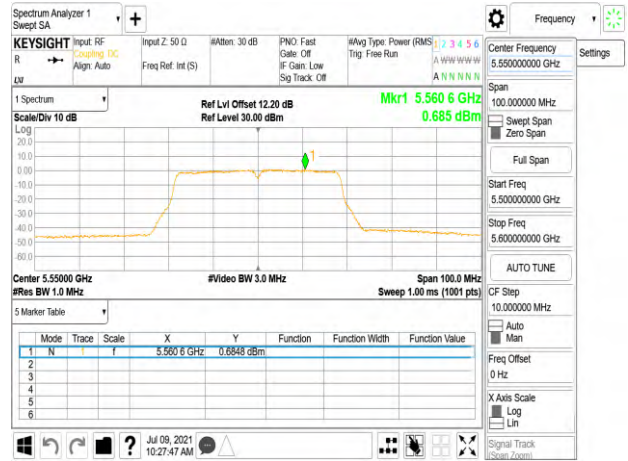 Spectrum Analyzer 1
Swept SA
+
Frequency
KEYSIGHT
R
Input: RF
Coupling: DC
Align: Auto
Input Z: 50 Ω
Freq Ref: Int (S)
#Atten: 30 dB
PNO: Fast
Gate: Off
IF Gain: Low
Sig Track: Off
#Avg Type: Power (RMS
Trig: Free Run
1 2 3 4 5 6
A W W W W W
A N N N N N
Settings
1 Spectrum
Scale/Div 10 dB
Ref Lvl Offset 12.20 dB
Ref Level 30.00 dBm
Mkr1 5.560 6 GHz
0.685 dBm
Log
20.0
10.0
0.00
-10.0
-20.0
-30.0
-40.0
-50.0
-60.0
1
Center 5.55000 GHz
#Res BW 1.0 MHz
#Video BW 3.0 MHz
Span 100.0 MHz
Sweep 1.00 ms (1001 pts)
5 Marker Table
Mode Trace Scale X Y Function Function Width Function Value
1 N 1 f 5.560 6 GHz 0.6848 dBm
2
3
4
5
6
?
Jul 09, 2021
10:27:47 AM
Center Frequency
5.550000000 GHz
Span
100.000000 MHz
Swept Span
Zero Span
Full Span
Start Freq
5.500000000 GHz
Stop Freq
5.600000000 GHz
AUTO TUNE
CF Step
10.000000 MHz
Auto
Man
Freq Offset
0 Hz
X Axis Scale
Log
Lin
Signal Track
(Span Zoom)